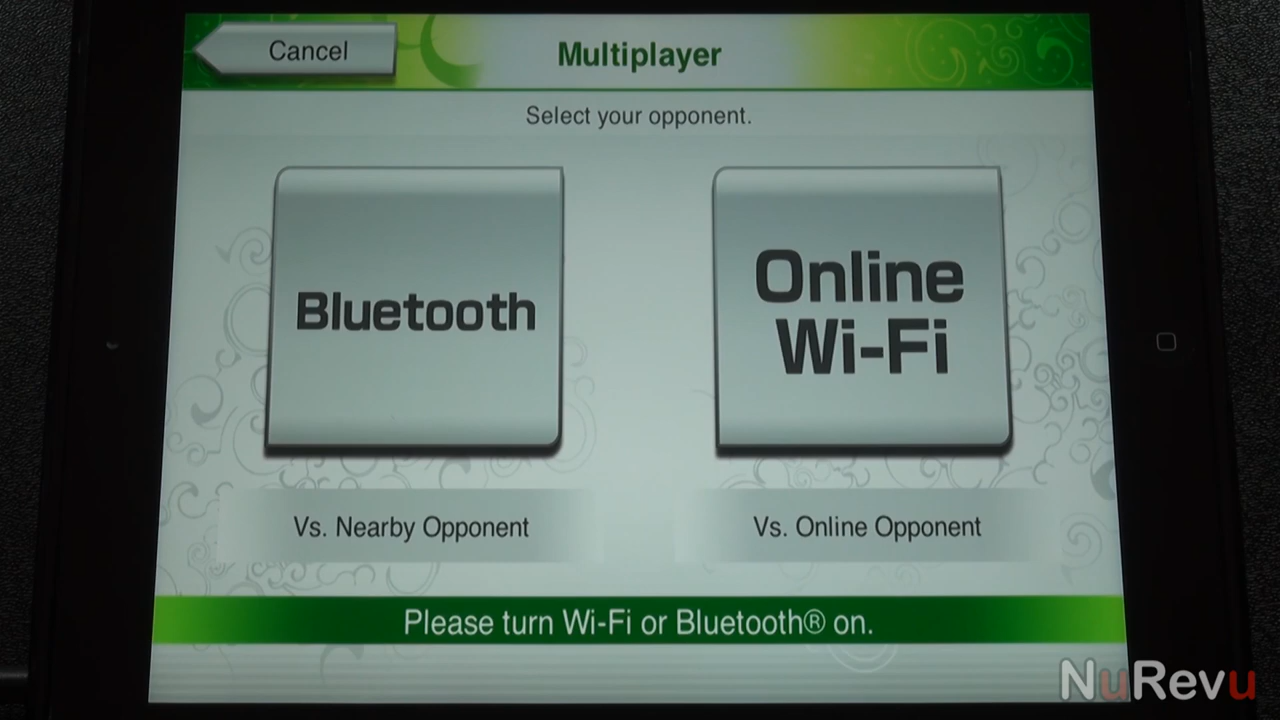 Cancel
Multiplayer
Select your opponent.
Bluetooth
Online
Wi-Fi
Vs. Nearby Opponent
Vs. Online Opponent
Please turn Wi-Fi or Bluetooth® on.
NuRevu